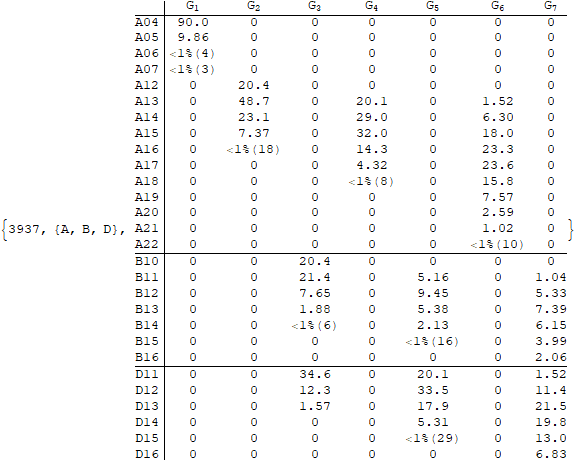 G1 G2 G3 G4 G5 G6 G7
A04 90.0 0 0 0 0 0 0
A05 9.86 0 0 0 0 0 0
A06 <1%(4) 0 0 0 0 0 0
A07 <1%(3) 0 0 0 0 0 0
A12 0 20.4 0 0 0 0 0
A13 0 48.7 0 20.1 0 1.52 0
A14 0 23.1 0 29.0 0 6.30 0
A15 0 7.37 0 32.0 0 18.0 0
A16 0 <1%(18) 0 14.3 0 23.3 0
A17 0 0 0 4.32 0 23.6 0
A18 0 0 0 <1%(8) 0 15.8 0
A19 0 0 0 0 0 7.57 0
A20 0 0 0 0 0 2.59 0
{3937, {A, B, D}, A21 0 0 0 0 0 1.02 0 }
A22 0 0 0 0 0 <1%(10) 0
B10 0 0 20.4 0 0 0 0
B11 0 0 21.4 0 5.16 0 1.04
B12 0 0 7.65 0 9.45 0 5.33
B13 0 0 1.88 0 5.38 0 7.39
B14 0 0 <1%(6) 0 2.13 0 6.15
B15 0 0 0 0 <1%(16) 0 3.99
B16 0 0 0 0 0 0 2.06
D11 0 0 34.6 0 20.1 0 1.52
D12 0 0 12.3 0 33.5 0 11.4
D13 0 0 1.57 0 17.9 0 21.5
D14 0 0 0 0 5.31 0 19.8
D15 0 0 0 0 <1%(29) 0 13.0
D16 0 0 0 0 0 0 6.83